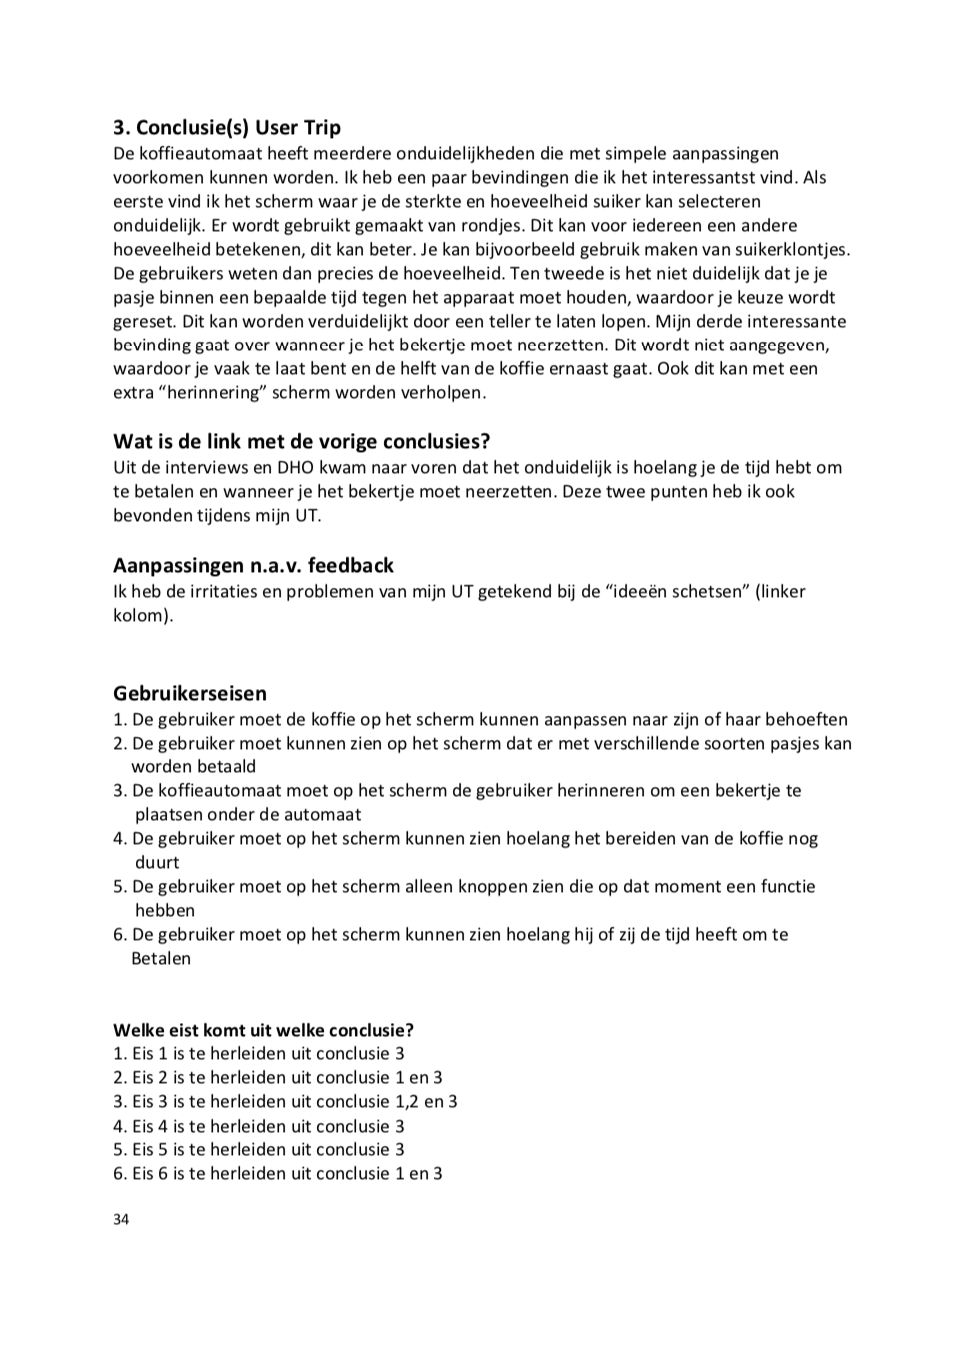 3. Conclusie(s) User Trip
De koffieautomaat heeft meerdere onduidelijkheden die met simpele aanpassingen
voorkomen kunnen worden. Ik heb een paar bevindingen die ik het interessantst vind. Als
eerste vind ik het scherm waar je de sterkte en hoeveelheid suiker kan selecteren
onduidelijk. Er wordt gebruikt gemaakt van rondjes. Dit kan voor iedereen een andere
hoeveelheid betekenen, dit kan beter. Je kan bijvoorbeeld gebruik maken van suikerklontjes.
De gebruikers weten dan precies de hoeveelheid. Ten tweede is het niet duidelijk dat je je
pasje binnen een bepaalde tijd tegen het apparaat moet houden, waardoor je keuze wordt
gereset. Dit kan worden verduidelijkt door een teller te laten lopen. Mijn derde interessante
bevinding gaat over wanneer je het bekertje moet neerzetten. Dit wordt niet aangegeven,
waardoor je vaak te laat bent en de helft van de koffie ernaast gaat. Ook dit kan met een
extra “herinnering” scherm worden verholpen.
Wat is de link met de vorige conclusies?
Uit de interviews en DHO kwam naar voren dat het onduidelijk is hoelang je de tijd hebt om
te betalen en wanneer je het bekertje moet neerzetten. Deze twee punten heb ik ook
bevonden tijdens mijn UT.
Aanpassingen n.a.v. feedback
Ik heb de irritaties en problemen van mijn UT getekend bij de “ideeën schetsen” (linker
kolom).
Gebruikerseisen
1. De gebruiker moet de koffie op het scherm kunnen aanpassen naar zijn of haar behoeften
2. De gebruiker moet kunnen zien op het scherm dat er met verschillende soorten pasjes kan
worden betaald
3. De koffieautomaat moet op het scherm de gebruiker herinneren om een bekertje te
plaatsen onder de automaat
4. De gebruiker moet op het scherm kunnen zien hoelang het bereiden van de koffie nog
duurt
5. De gebruiker moet op het scherm alleen knoppen zien die op dat moment een functie
hebben
6. De gebruiker moet op het scherm kunnen zien hoelang hij of zij de tijd heeft om te
Betalen
Welke eist komt uit welke conclusie?
1. Eis 1 is te herleiden uit conclusie 3
2. Eis 2 is te herleiden uit conclusie 1 en 3
3. Eis 3 is te herleiden uit conclusie 1,2 en 3
4. Eis 4 is te herleiden uit conclusie 3
5. Eis 5 is te herleiden uit conclusie 3
6. Eis 6 is te herleiden uit conclusie 1 en 3
34